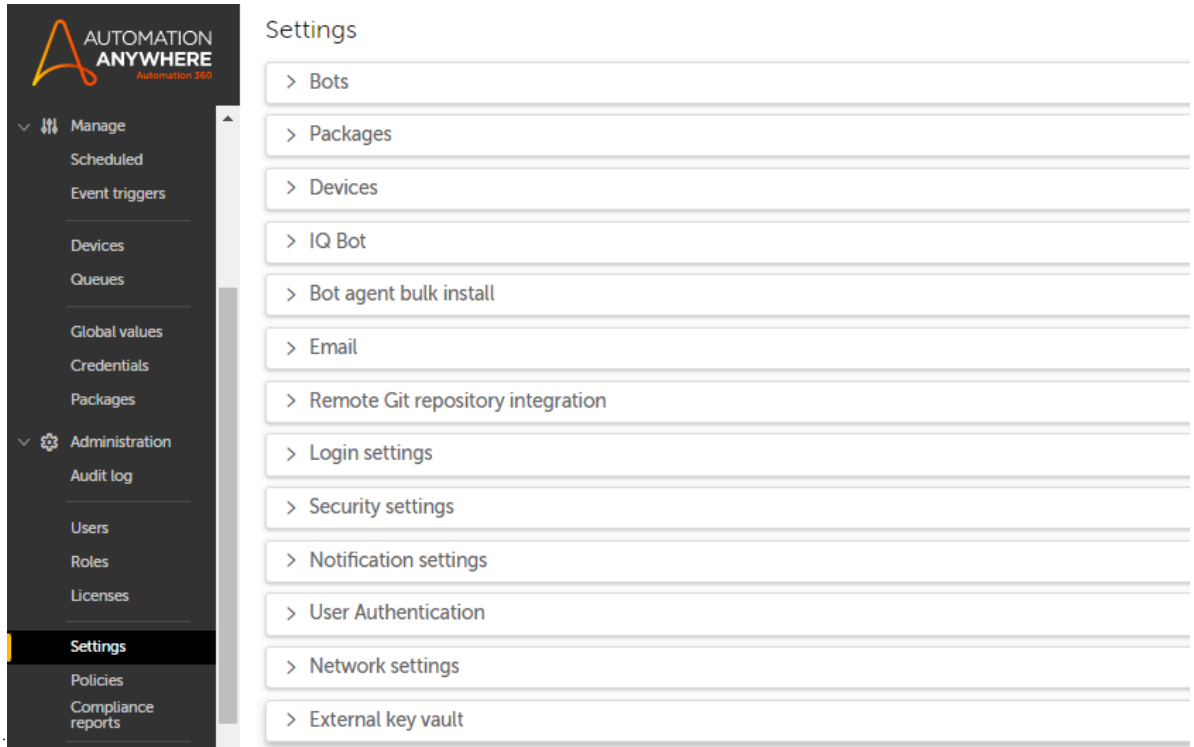 AUTOMATION
ANYWHERE
Automation 360
Manage
Scheduled
Event triggers
Devices
Queues
Global values
Credentials
Packages
Administration
Audit log
Users
Roles
Licenses
Settings
Policies
Compliance
reports
Settings
Bots
Packages
Devices
IQ Bot
Bot agent bulk install
Email
Remote Git repository integration
Login settings
Security settings
Notification settings
User Authentication
Network settings
External key vault